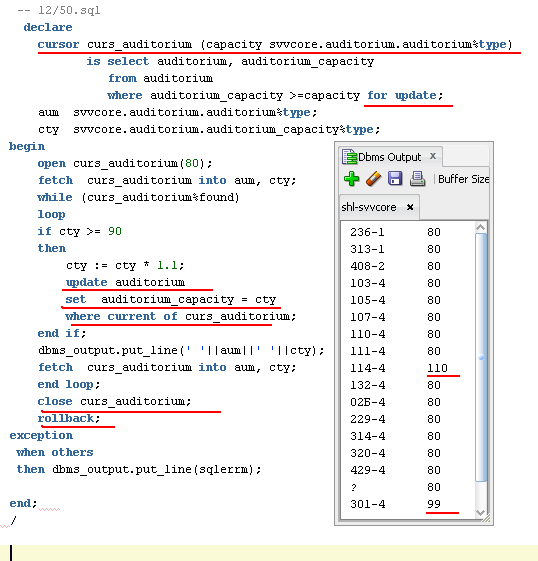 -- 12/50.sql
declare
cursor curs_auditorium (capacity svvcore.auditorium.auditorium%type)
is select auditorium, auditorium_capacity
from auditorium
where auditorium_capacity >=capacity for update;
aum svvcore.auditorium.auditorium%type;
cty svvcore.auditorium.auditorium_capacity%type;
begin
open curs_auditorium(80);
fetch curs_auditorium into aum, cty;
while (curs_auditorium%found)
loop
if cty >= 90
then
cty := cty * 1.1;
update auditorium
set auditorium_capacity = cty
where current of curs_auditorium;
end if;
dbms_output.put_line(' '||aum||' '||cty);
fetch curs_auditorium into aum, cty;
end loop;
close curs_auditorium;
rollback;
exception
when others
then dbms_output.put_line(sqlerrm);
end;
/
Dbms Output x
Buffer Size
shl-svvcore x
236-1 80
313-1 80
408-2 80
103-4 80
105-4 80
107-4 80
110-4 80
111-4 80
114-4 110
132-4 80
02Б-4 80
229-4 80
314-4 80
320-4 80
429-4 80
? 80
301-4 99